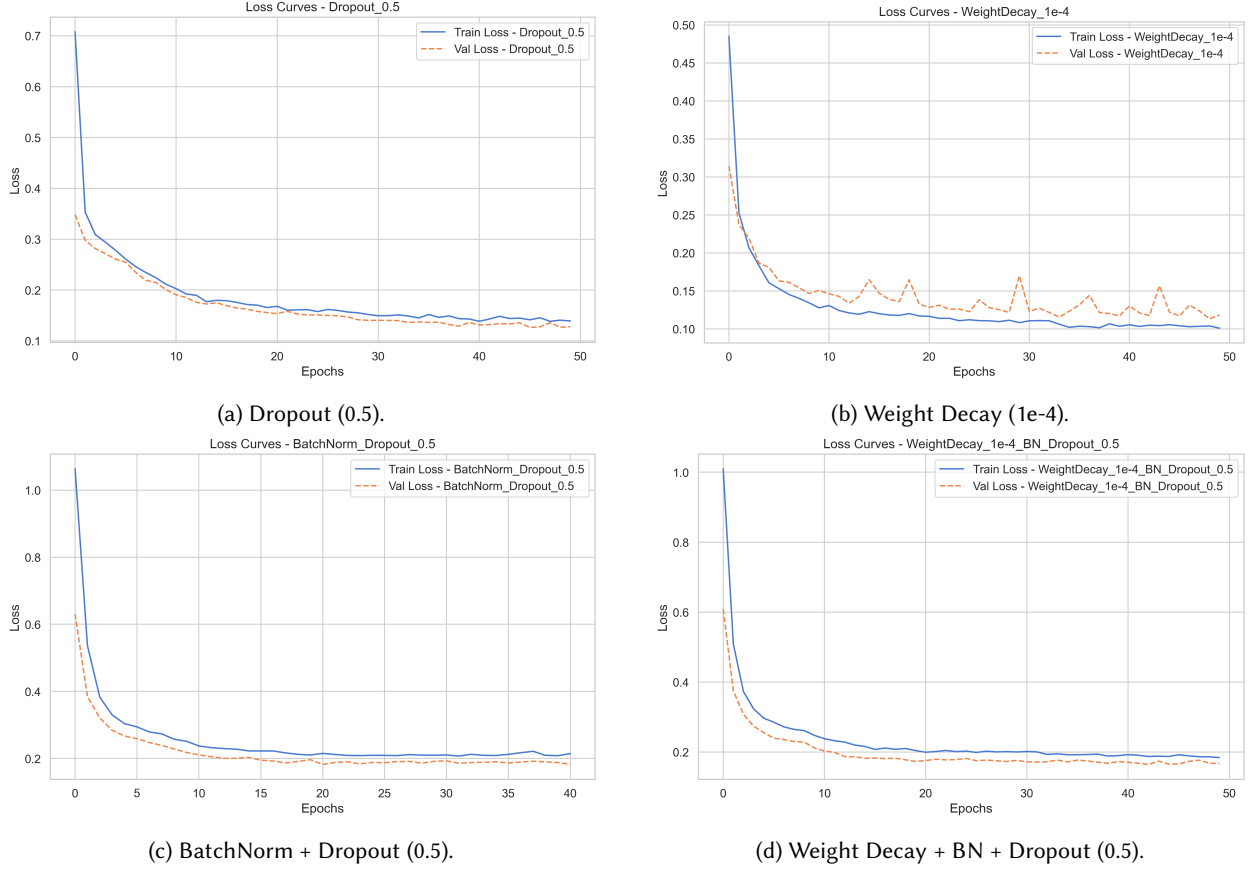 Loss Curves - Dropout_0.5
Train Loss - Dropout_0.5
Val Loss - Dropout_0.5
0.7
0.6
0.5
0.4
0.3
0.2
0.1
Loss
0 10 20 30 40 50
Epochs
(a) Dropout (0.5).
Loss Curves - WeightDecay_1e-4
Train Loss - WeightDecay_1e-4
Val Loss - WeightDecay_1e-4
0.50
0.45
0.40
0.35
0.30
0.25
0.20
0.15
0.10
Loss
0 10 20 30 40 50
Epochs
(b) Weight Decay (1e-4).
Loss Curves - BatchNorm_Dropout_0.5
Train Loss - BatchNorm_Dropout_0.5
Val Loss - BatchNorm_Dropout_0.5
1.0
0.8
0.6
0.4
0.2
Loss
0 5 10 15 20 25 30 35 40
Epochs
(c) BatchNorm + Dropout (0.5).
Loss Curves - WeightDecay_1e-4_BN_Dropout_0.5
Train Loss - WeightDecay_1e-4_BN_Dropout_0.5
Val Loss - WeightDecay_1e-4_BN_Dropout_0.5
1.0
0.8
0.6
0.4
0.2
Loss
0 10 20 30 40 50
Epochs
(d) Weight Decay + BN + Dropout (0.5).